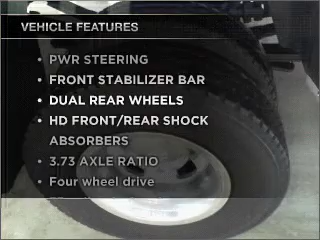 VEHICLE FEATURES
• PWR STEERING
• FRONT STABILIZER BAR
• DUAL REAR WHEELS
• HD FRONT/REAR SHOCK
ABSORBERS
• 3.73 AXLE RATIO
• Four wheel drive